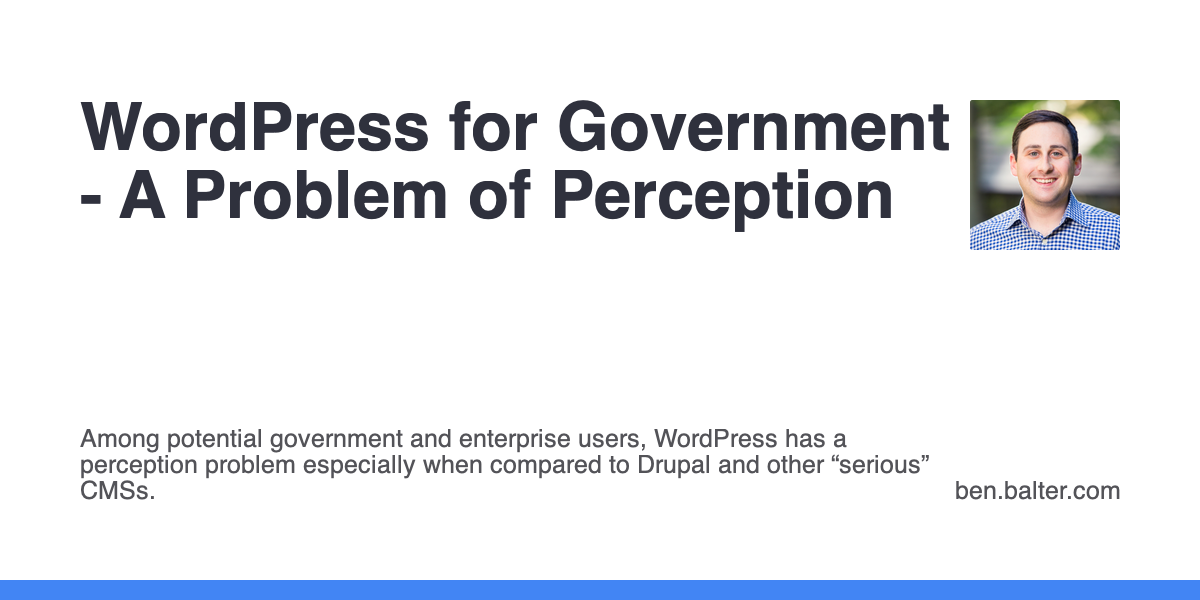 WordPress for Government
- A Problem of Perception
Among potential government and enterprise users, WordPress has a
perception problem especially when compared to Drupal and other “serious”
CMSs.
ben.balter.com